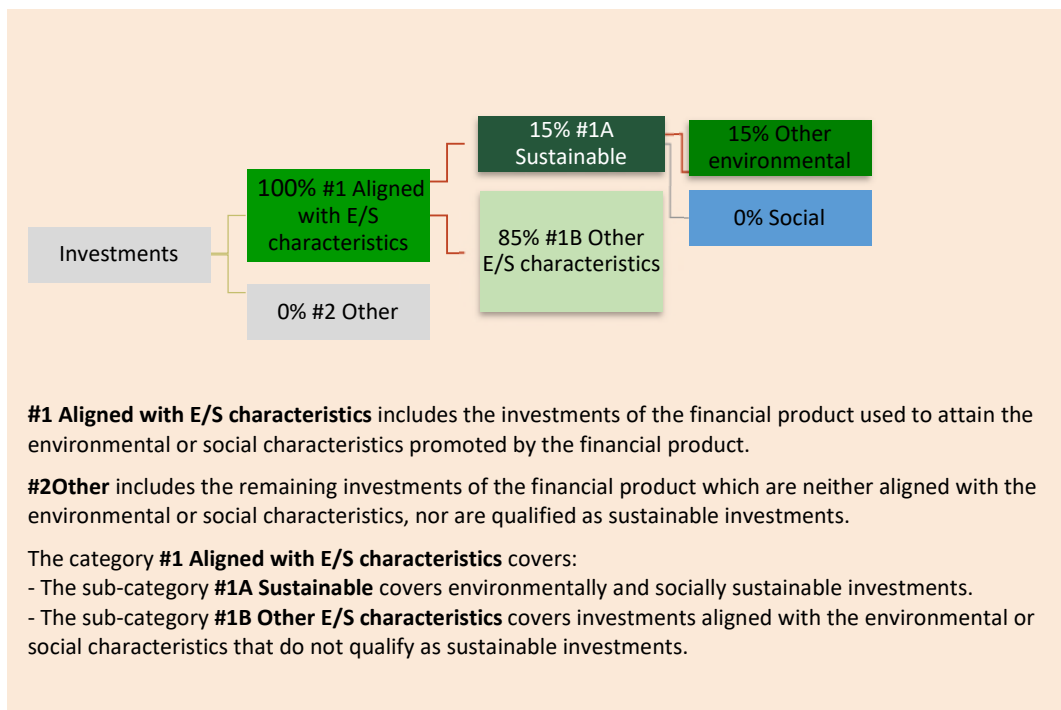 Investments
100% #1 Aligned
with E/S
characteristics
0% #2 Other
15% #1A
Sustainable
85% #1B Other
E/S characteristics
15% Other
environmental
0% Social
#1 Aligned with E/S characteristics includes the investments of the financial product used to attain the
environmental or social characteristics promoted by the financial product.
#2Other includes the remaining investments of the financial product which are neither aligned with the
environmental or social characteristics, nor are qualified as sustainable investments.
The category #1 Aligned with E/S characteristics covers:
- The sub-category #1A Sustainable covers environmentally and socially sustainable investments.
- The sub-category #1B Other E/S characteristics covers investments aligned with the environmental or
social characteristics that do not qualify as sustainable investments.